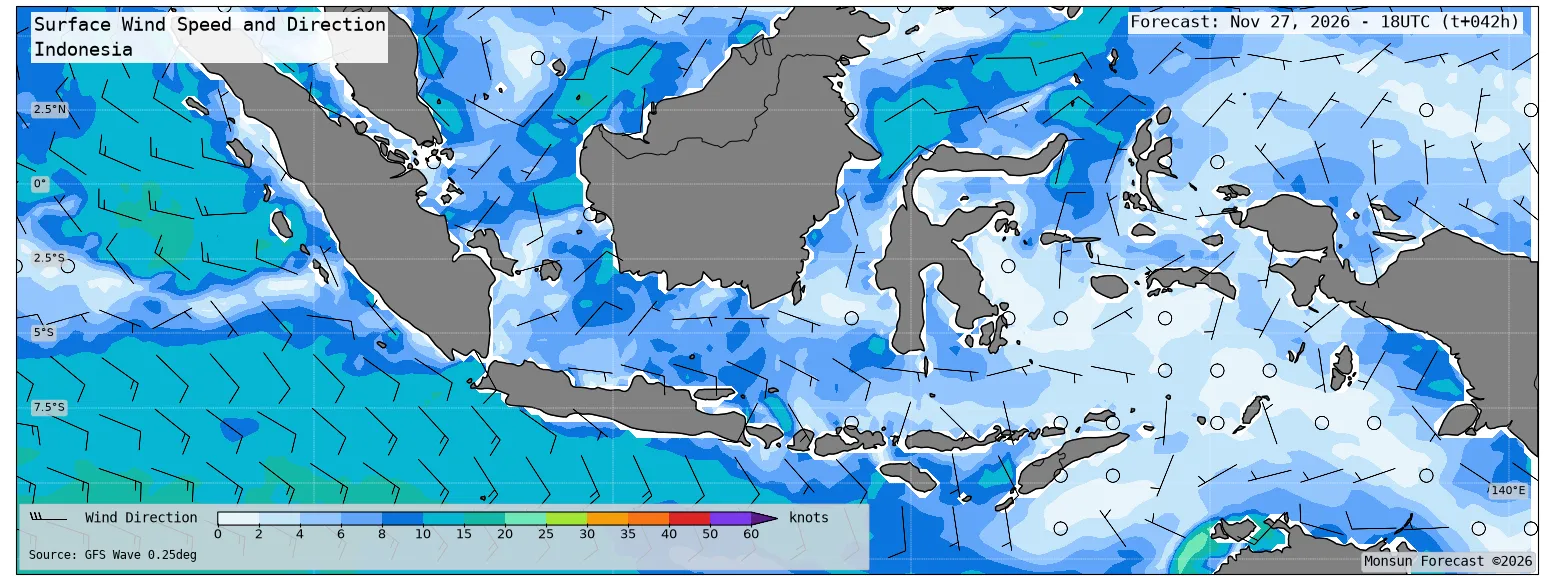 Surface Wind Speed and Direction
Indonesia
Forecast: Nov 27, 2026 - 18UTC (t+042h)
2.5°N
0°
2.5°S
5°S
7.5°S
140°E
Wind Direction
0 2 4 6 8 10 15 20 25 30 35 40 50 60
knots
Source: GFS Wave 0.25deg
Monsun Forecast ©2026